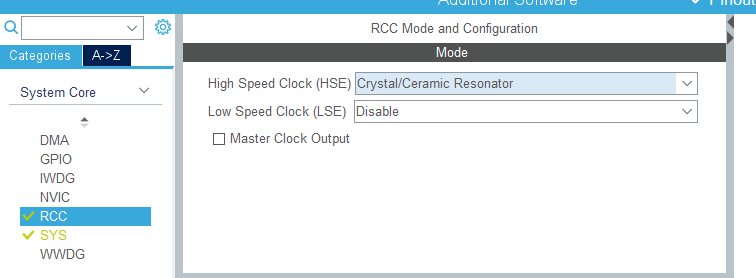 Additional Software
Pinout
RCC Mode and Configuration
Mode
Categories
A->Z
High Speed Clock (HSE)
Crystal/Ceramic Resonator
System Core
Low Speed Clock (LSE)
Disable
Master Clock Output
DMA
GPIO
IWDG
NVIC
RCC
SYS
WWDG